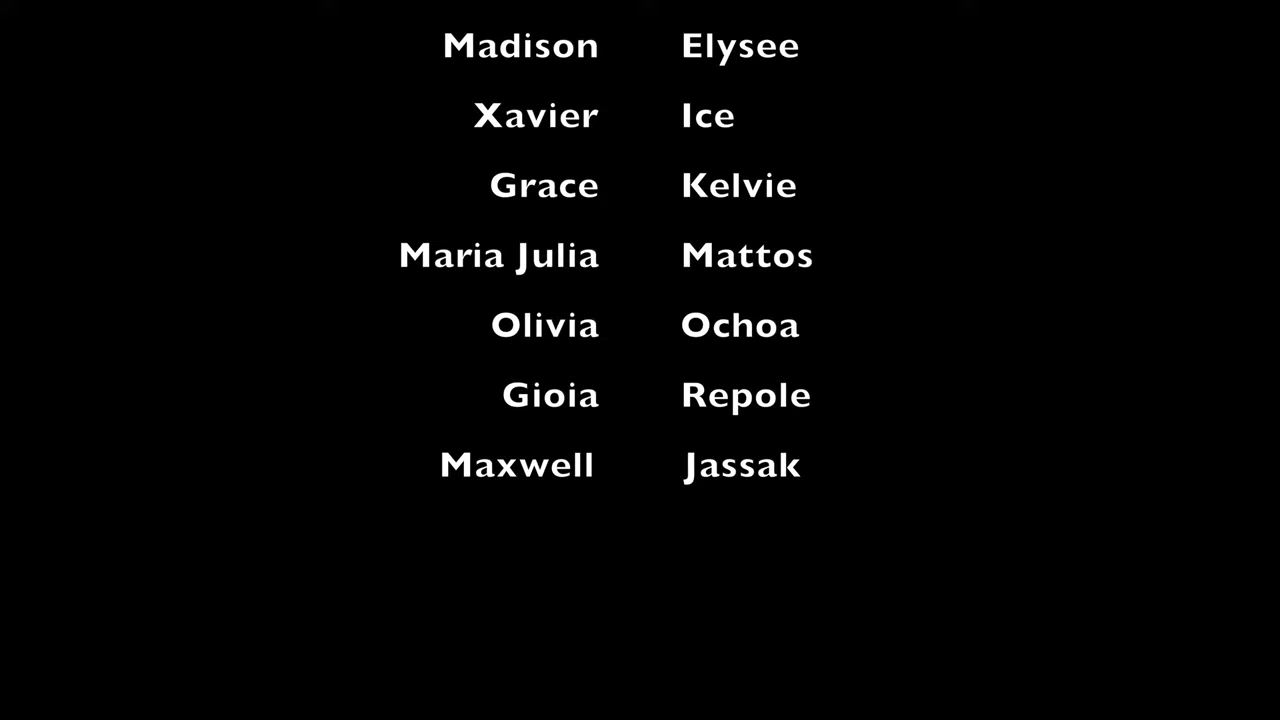 Madison Elysee
Xavier Ice
Grace Kelvie
Maria Julia Mattos
Olivia Ochoa
Gioia Repole
Maxwell Jassak